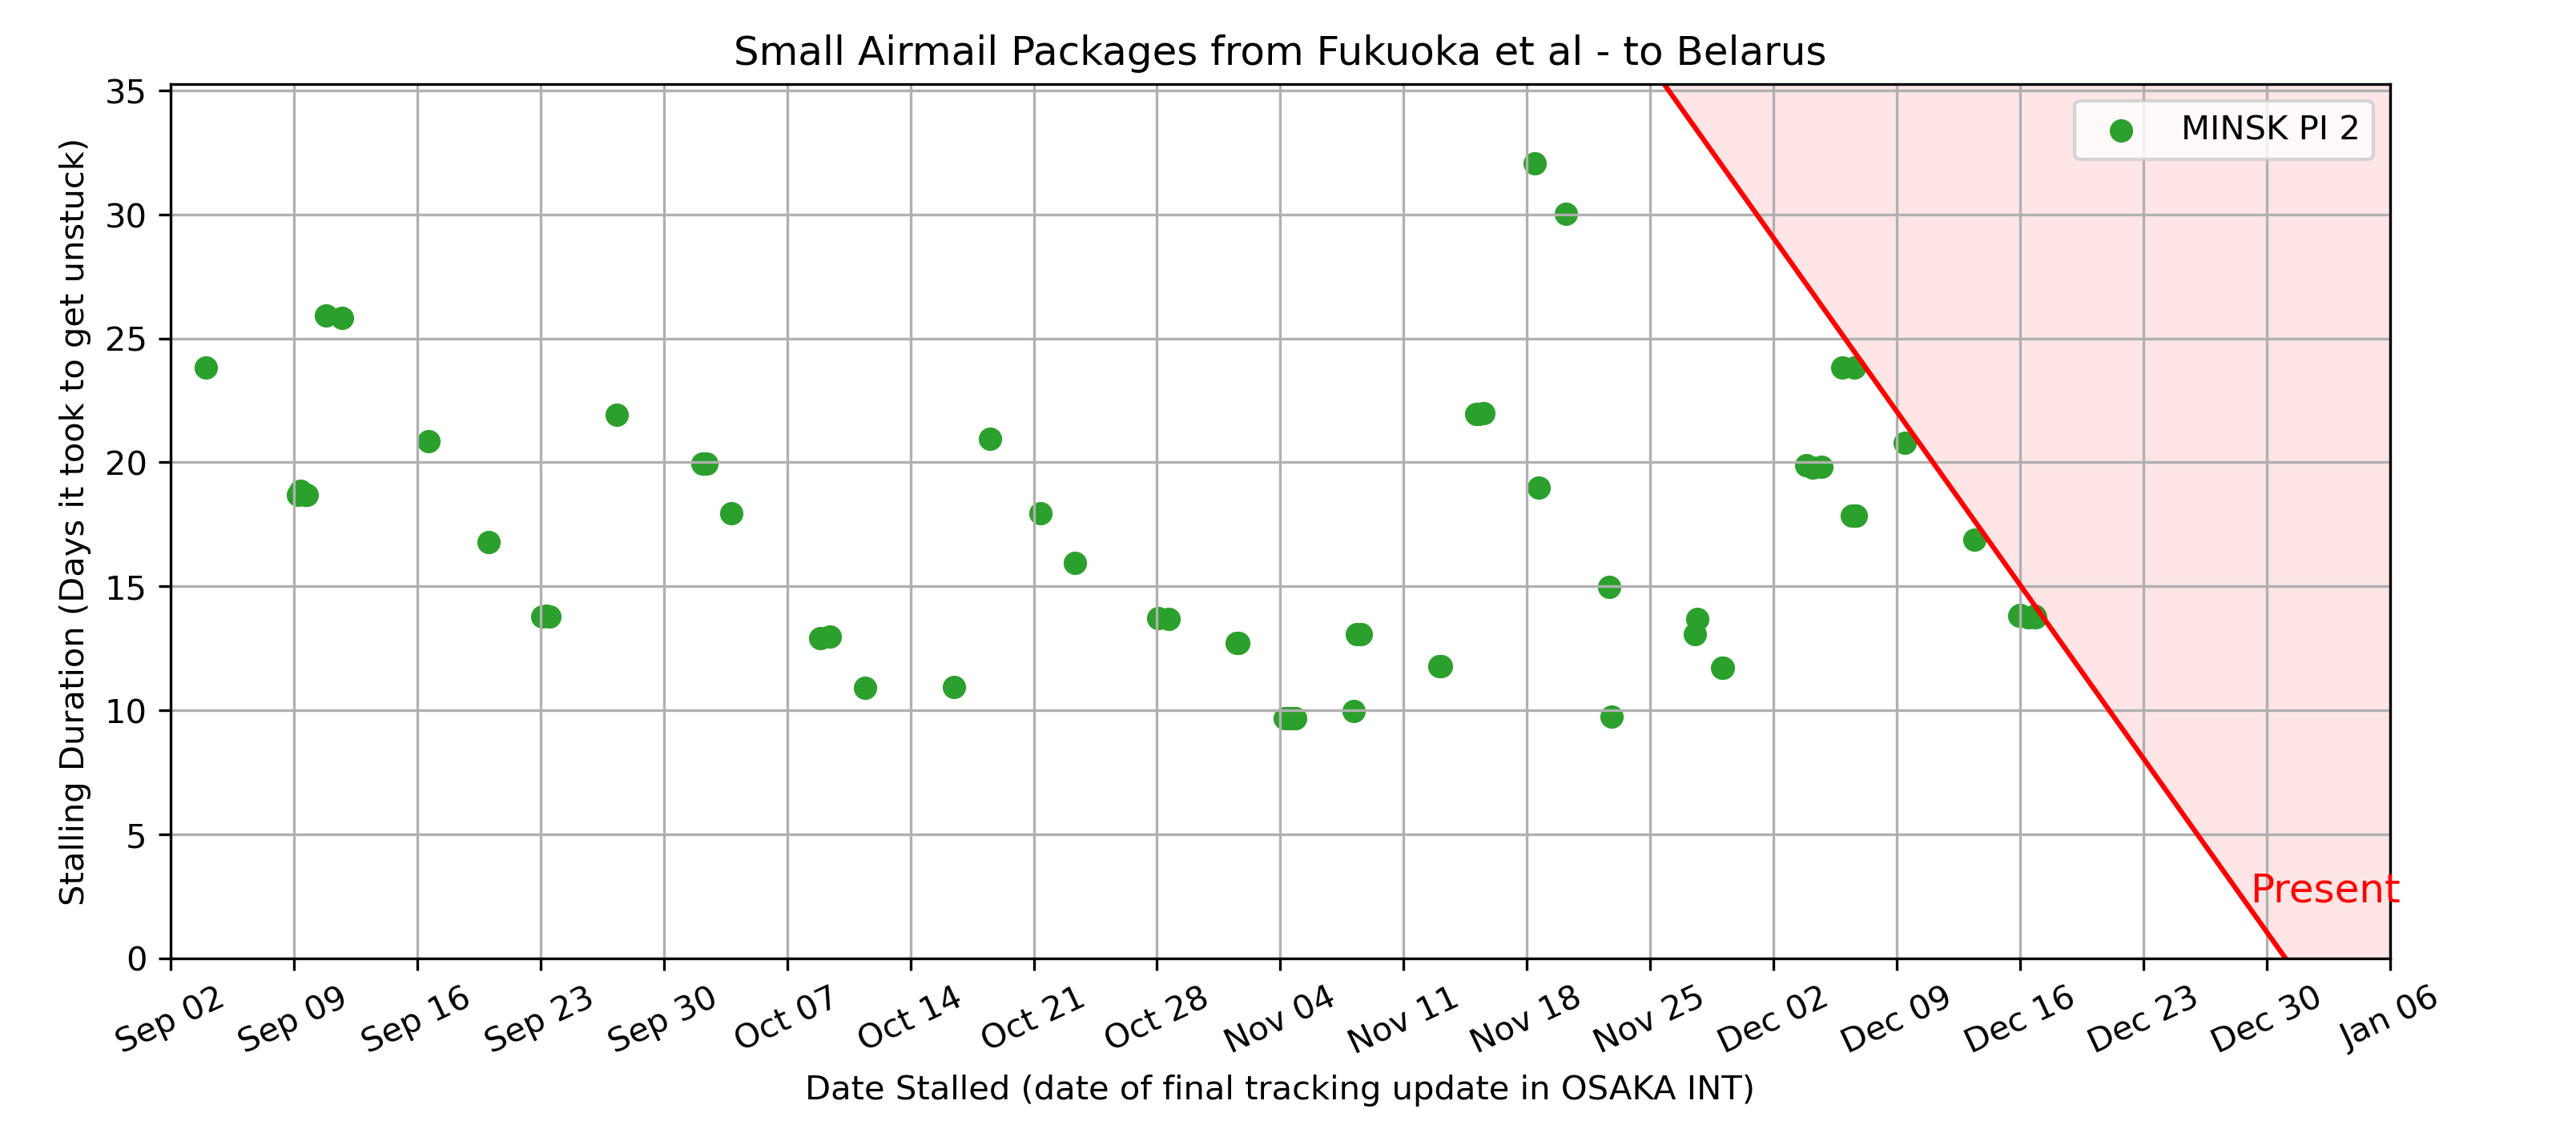 Small Airmail Packages from Fukuoka et al - to Belarus
MINSK PI 2
Stalling Duration (Days it took to get unstuck)
35
30
25
20
15
10
5
0
Present
Sep 02
Sep 09
Sep 16
Sep 23
Sep 30
Oct 07
Oct 14
Oct 21
Oct 28
Nov 04
Nov 11
Nov 18
Nov 25
Dec 02
Dec 09
Dec 16
Dec 23
Dec 30
Jan 06
Date Stalled (date of final tracking update in OSAKA INT)